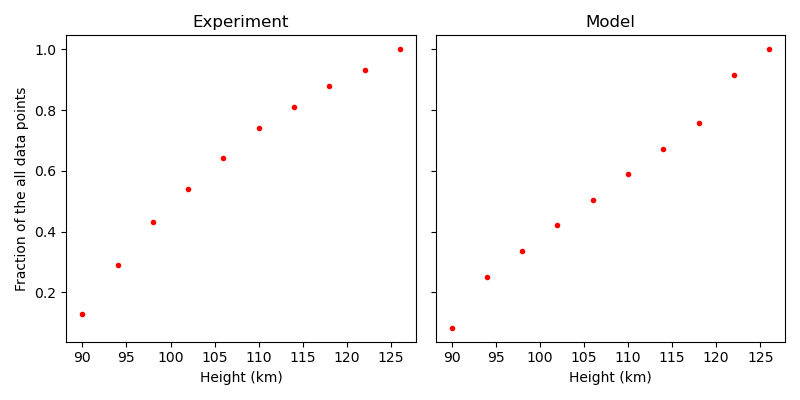 Experiment
Model
Fraction of the all data points
1.0
0.8
0.6
0.4
0.2
90 95 100 105 110 115 120 125
90 95 100 105 110 115 120 125
Height (km)
Height (km)